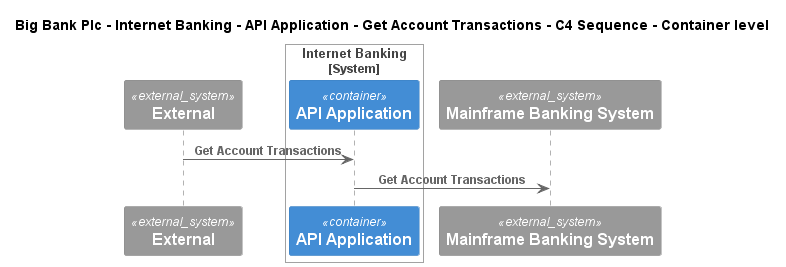 Big Bank Plc - Internet Banking - API Application - Get Account Transactions - C4 Sequence - Container level
Internet Banking
[System]
«external_system»
External
«container»
API Application
«external_system»
Mainframe Banking System
Get Account Transactions
Get Account Transactions
«external_system»
External
«container»
API Application
«external_system»
Mainframe Banking System